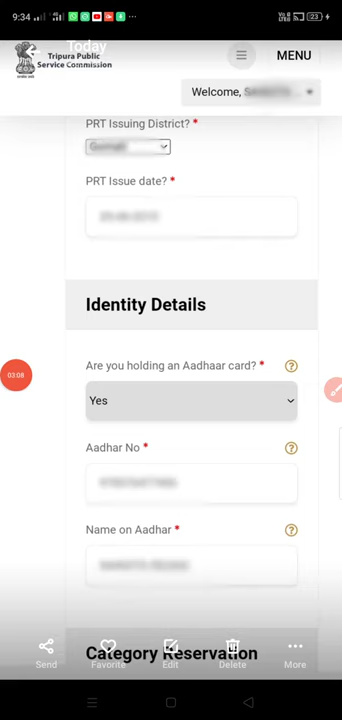 9:34
23
Today
Tripura Public
Service Commission
MENU
Welcome,
PRT Issuing District? *
PRT Issue date? *
Identity Details
03:08
Are you holding an Aadhaar card? *
Yes
Aadhar No *
Name on Aadhar *
Category Reservation
Send
Favorite
Edit
Delete
More